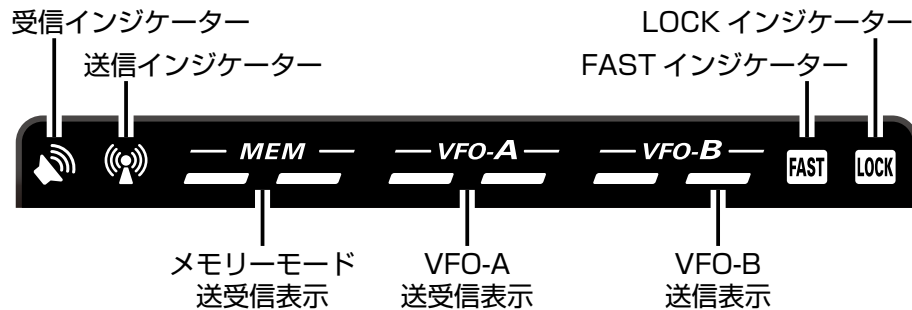 受信インジケーター
LOCK インジケーター
送信インジケーター
FAST インジケーター
MEM
VFO-A
VFO-B
FAST
LOCK
メモリーモード
送受信表示
VFO-A
送受信表示
VFO-B
送信表示